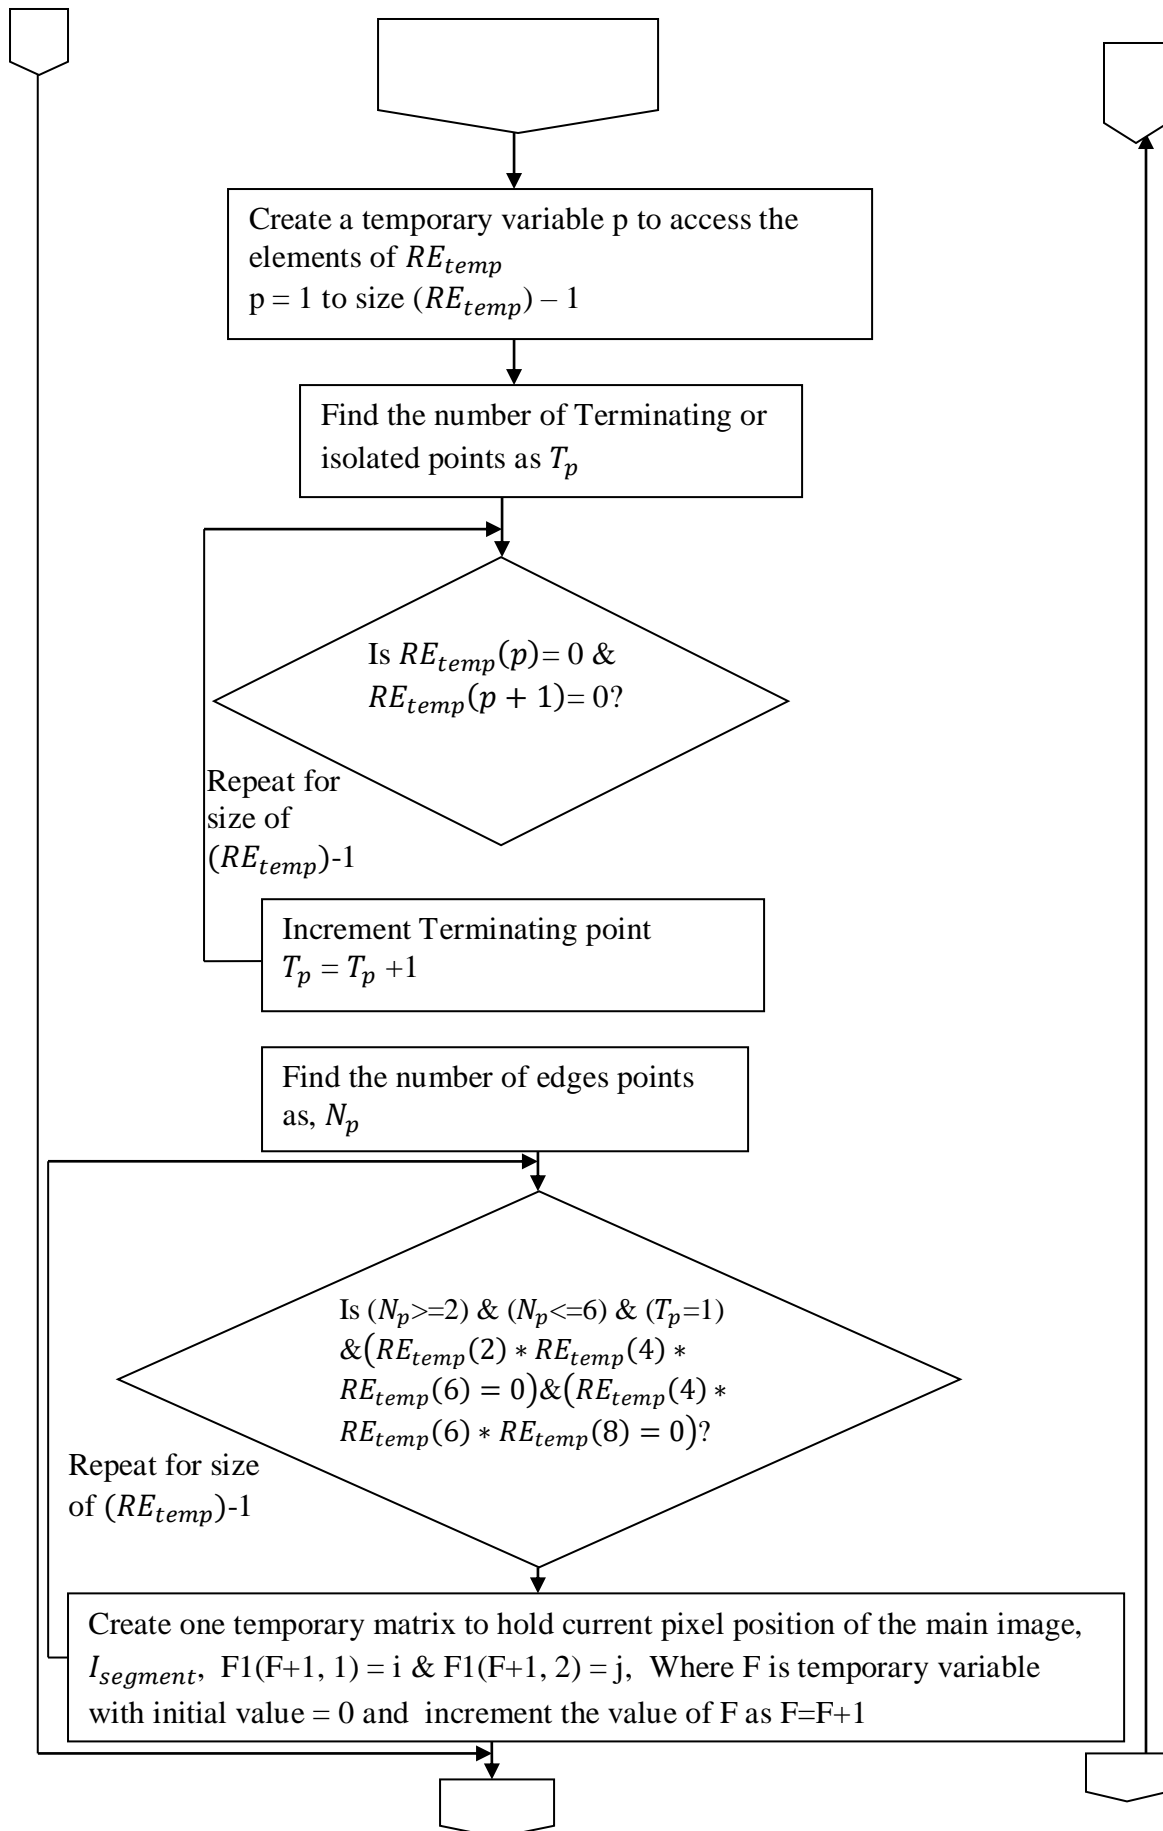 Create a temporary variable p to access the
elements of RE_temp
p = 1 to size (RE_temp) – 1
Find the number of Terminating or
isolated points as T_p
Is RE_temp(p)= 0 &
RE_temp(p + 1)= 0?
Repeat for
size of
(RE_temp)-1
Increment Terminating point
T_p = T_p +1
Find the number of edges points
as, N_p
Is (N_p>=2) & (N_p<=6) & (T_p=1)
&(RE_temp(2) ∗ RE_temp(4) ∗
RE_temp(6) = 0)&(RE_temp(4) ∗
RE_temp(6) ∗ RE_temp(8) = 0)?
Repeat for size
of (RE_temp)-1
Create one temporary matrix to hold current pixel position of the main image,
I_segment, F1(F+1, 1) = i & F1(F+1, 2) = j, Where F is temporary variable
with initial value = 0 and increment the value of F as F=F+1